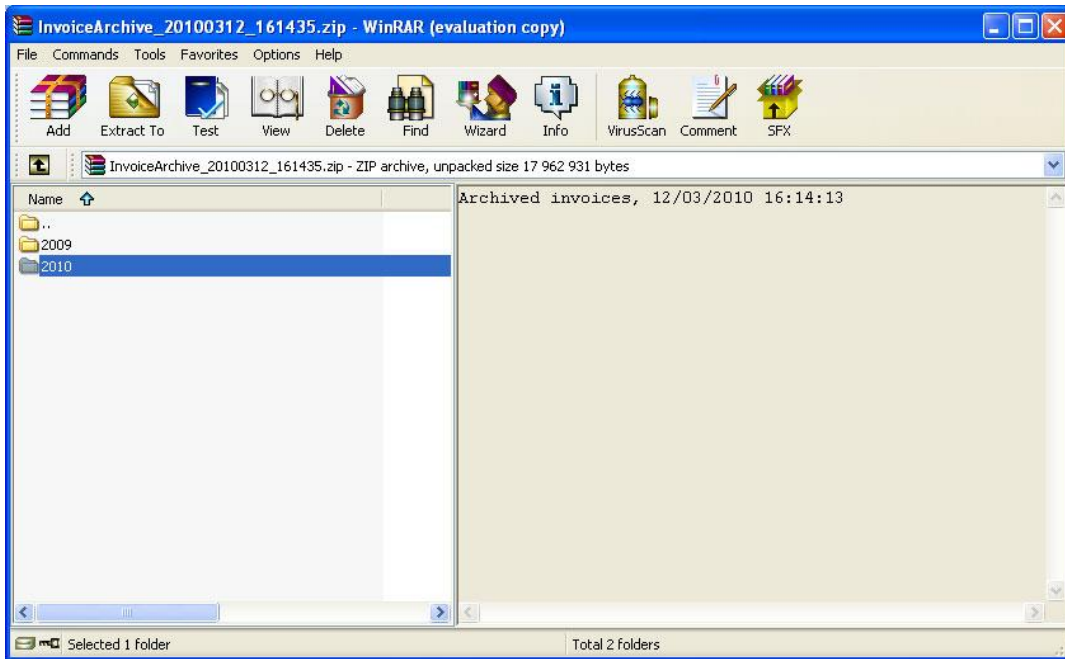 InvoiceArchive_20100312_161435.zip - WinRAR (evaluation copy)
File Commands Tools Favorites Options Help
Add Extract To Test View Delete Find Wizard Info VirusScan Comment SFX
InvoiceArchive_20100312_161435.zip - ZIP archive, unpacked size 17 962 931 bytes
Name
Archived invoices, 12/03/2010 16:14:13
..
2009
2010
Selected 1 folder
Total 2 folders